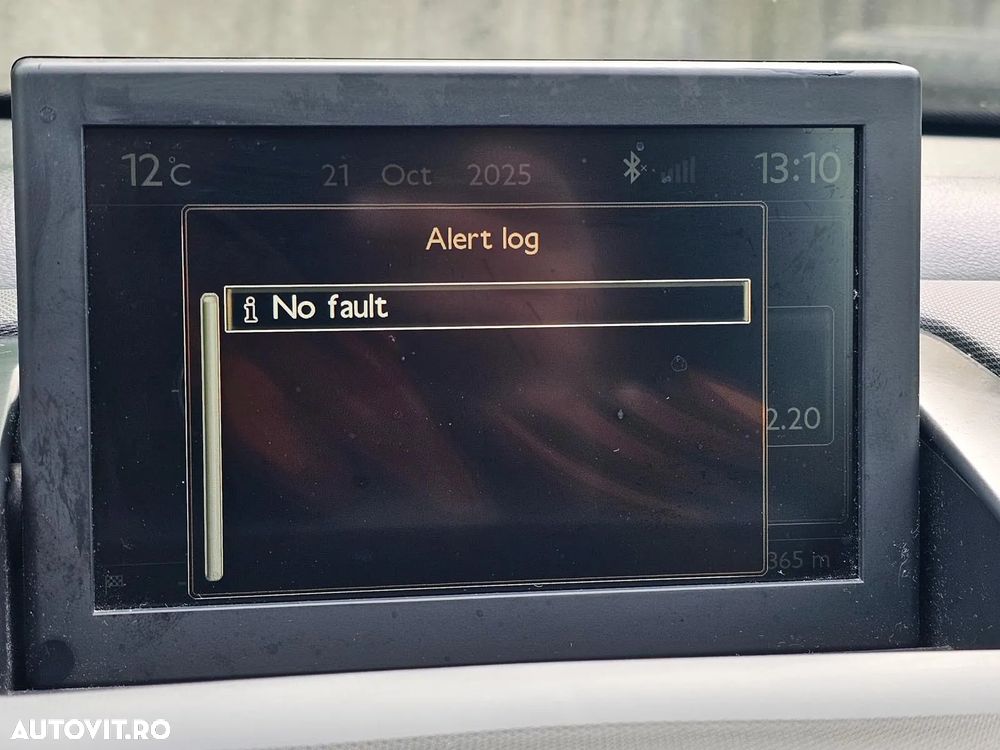 12°C 21 Oct 2025 13:10
Alert log
No fault
2.20
365 m
AUTOVIT.RO